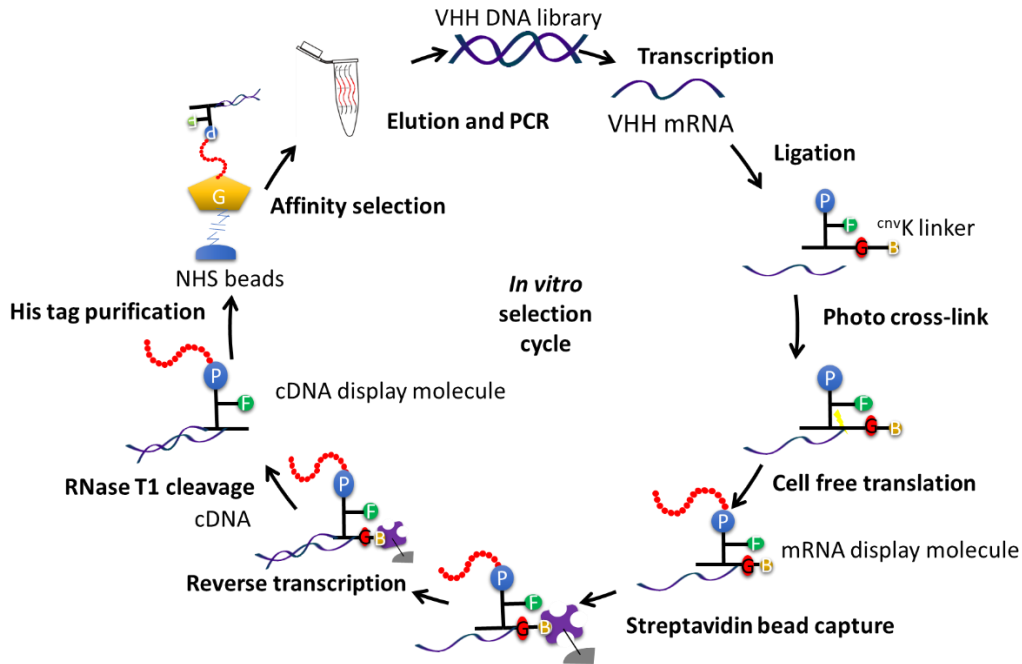 VHH DNA library
Transcription
VHH mRNA
Elution and PCR
Ligation
P
F
G
B
cnvK linker
Photo cross-link
P
F
G
B
Cell free translation
P
F
G
B
mRNA display molecule
Streptavidin bead capture
P
F
G
B
Reverse transcription
P
F
G
B
cDNA
RNase T1 cleavage
P
F
cDNA display molecule
His tag purification
NHS beads
G
P
F
Affinity selection
In vitro
selection
cycle